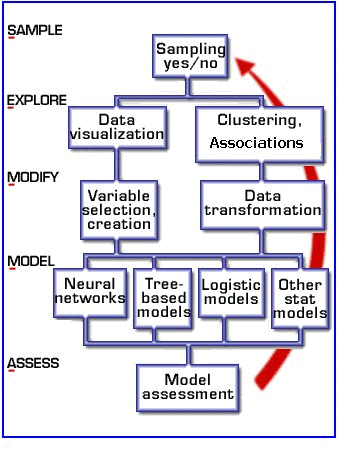 SAMPLE
Sampling
yes/no
EXPLORE
Data
visualization
Clustering,
Associations
MODIFY
Variable
selection,
creation
Data
transformation
MODEL
Neural
networks
Tree-
based
models
Logistic
models
Other
stat
models
ASSESS
Model
assessment